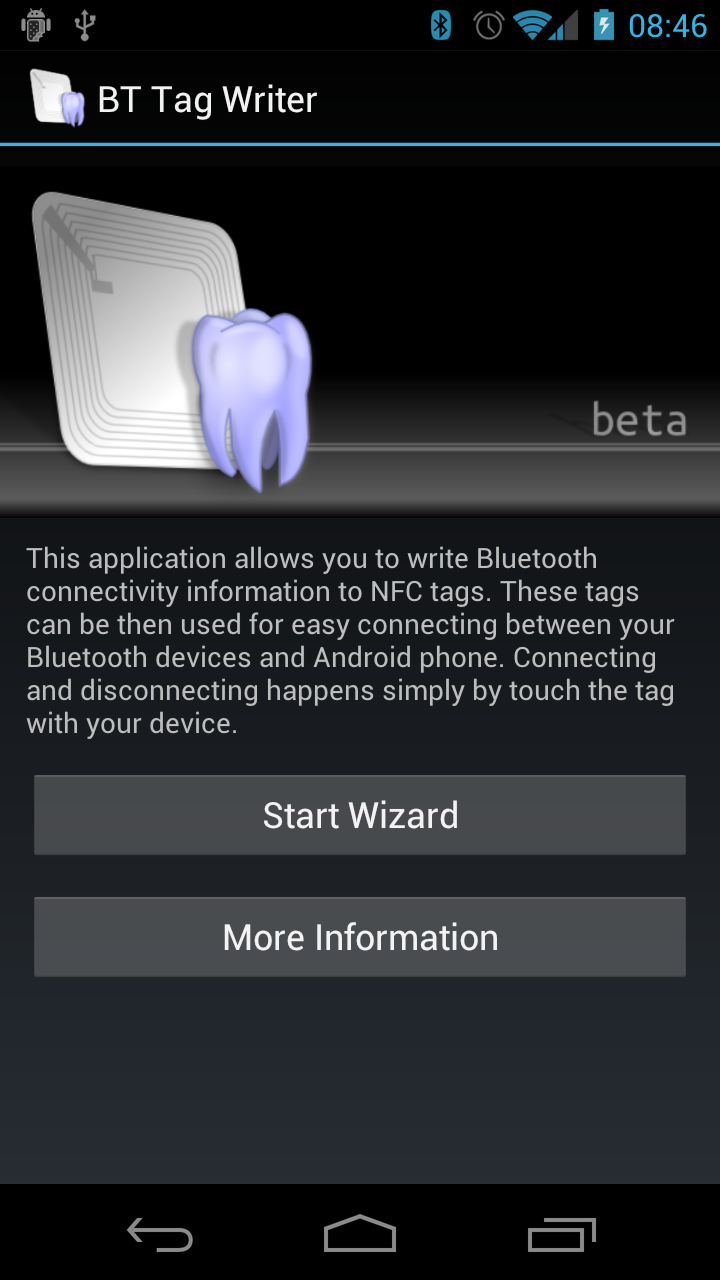 08:46
BT Tag Writer
beta
This application allows you to write Bluetooth
connectivity information to NFC tags. These tags
can be then used for easy connecting between your
Bluetooth devices and Android phone. Connecting
and disconnecting happens simply by touch the tag
with your device.
Start Wizard
More Information